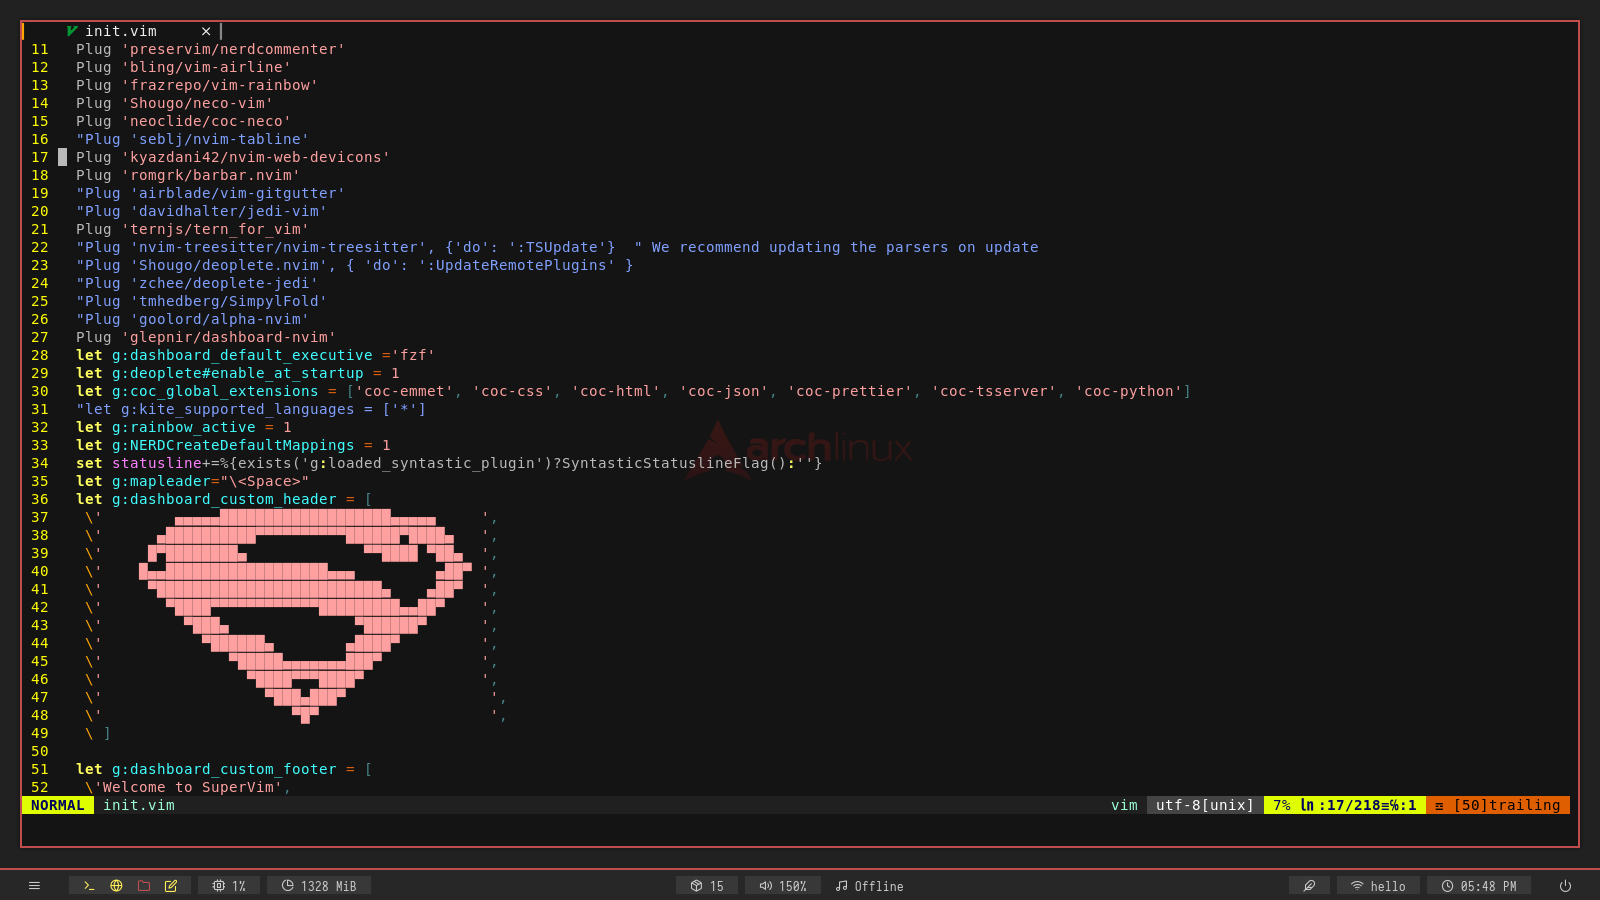 init.vim ×
11 Plug 'preservim/nerdcommenter'
12 Plug 'bling/vim-airline'
13 Plug 'frazrepo/vim-rainbow'
14 Plug 'Shougo/neco-vim'
15 Plug 'neoclide/coc-neco'
16 "Plug 'seblj/nvim-tabline'
17 Plug 'kyazdani42/nvim-web-devicons'
18 Plug 'romgrk/barbar.nvim'
19 "Plug 'airblade/vim-gitgutter'
20 "Plug 'davidhalter/jedi-vim'
21 Plug 'ternjs/tern_for_vim'
22 "Plug 'nvim-treesitter/nvim-treesitter', {'do': ':TSUpdate'}  " We recommend updating the parsers on update
23 "Plug 'Shougo/deoplete.nvim', { 'do': ':UpdateRemotePlugins' }
24 "Plug 'zchee/deoplete-jedi'
25 "Plug 'tmhedberg/SimpylFold'
26 "Plug 'goolord/alpha-nvim'
27 Plug 'glepnir/dashboard-nvim'
28 let g:dashboard_default_executive ='fzf'
29 let g:deoplete#enable_at_startup = 1
30 let g:coc_global_extensions = ['coc-emmet', 'coc-css', 'coc-html', 'coc-json', 'coc-prettier', 'coc-tsserver', 'coc-python']
31 "let g:kite_supported_languages = ['*']
32 let g:rainbow_active = 1
33 let g:NERDCreateDefaultMappings = 1
archlinux
34 set statusline+=%{exists('g:loaded_syntastic_plugin')?SyntasticStatuslineFlag():''}
35 let g:mapleader="\<Space>"
36 let g:dashboard_custom_header = [
37 \' ',
38 \' ',
39 \' ',
40 \' ',
41 \' ',
42 \' ',
43 \' ',
44 \' ',
45 \' ',
46 \' ',
47 \' ',
48 \' ',
49 \ ]
50
51 let g:dashboard_custom_footer = [
52 \'Welcome to SuperVim',
NORMAL init.vim vim utf-8[unix] 7% ㏑:17/218≡℅:1 [50]trailing
1% 1328 MiB 15 150% Offline hello 05:48 PM